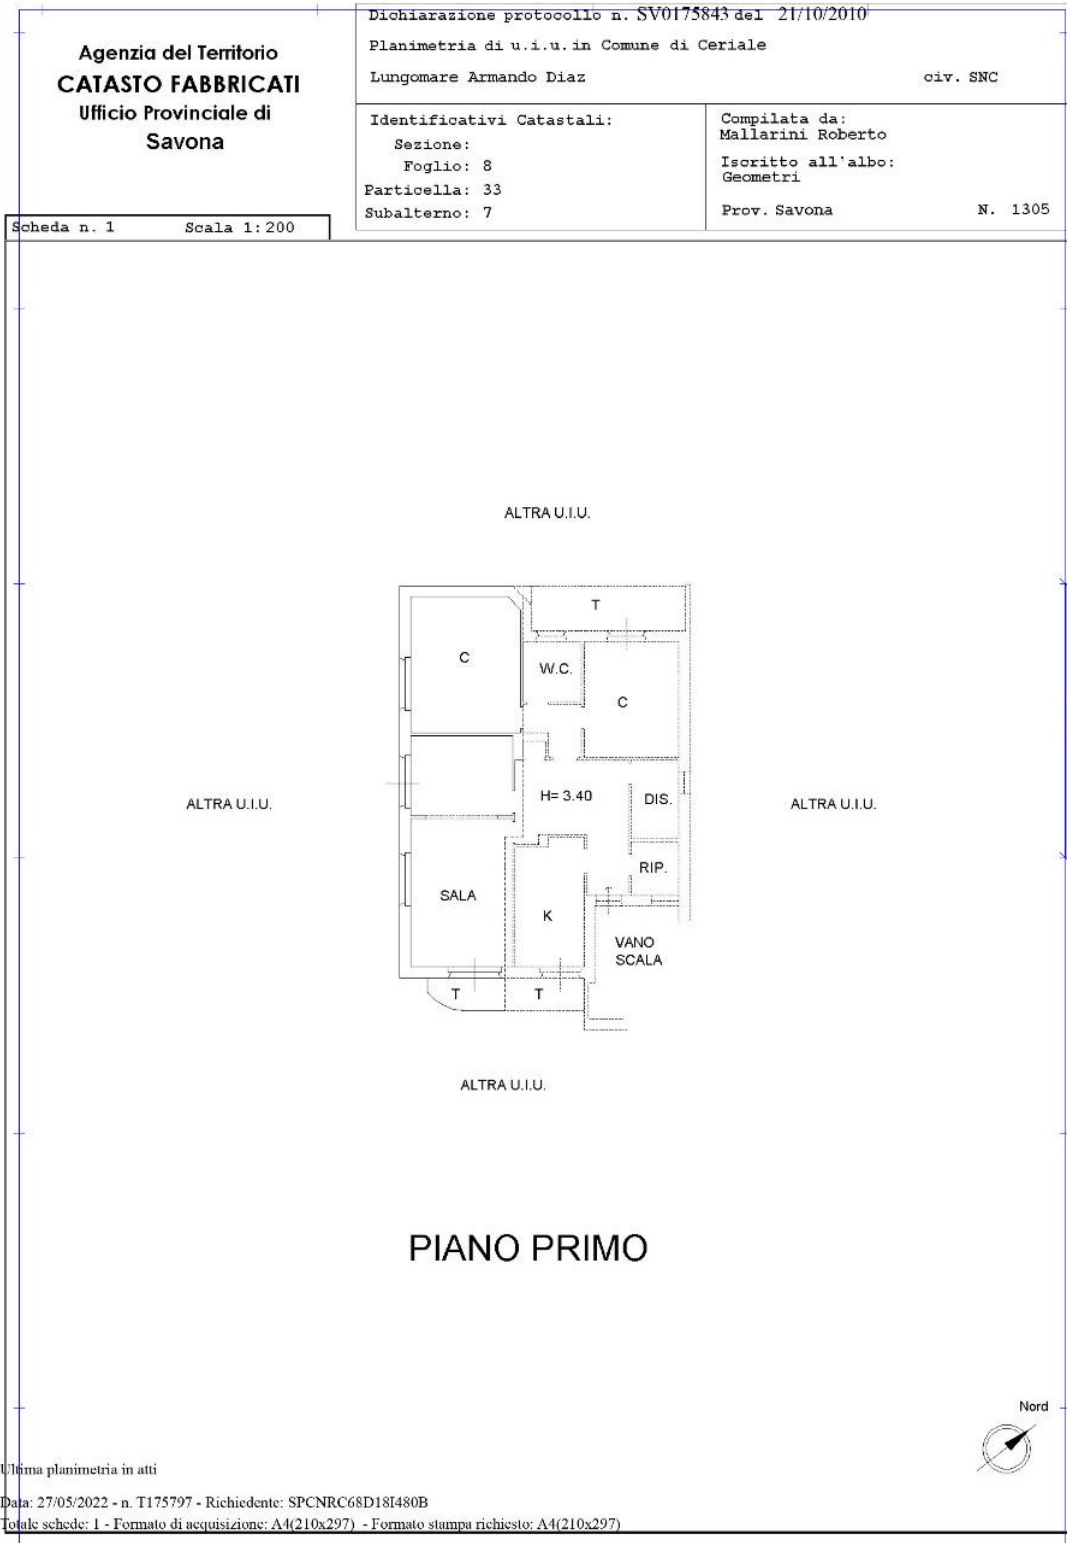 Agenzia del Territorio
CATASTO FABBRICATI
Ufficio Provinciale di
Savona
Scheda n. 1 Scala 1:200
Dichiarazione protocollo n. SV0175843 del 21/10/2010
Planimetria di u.i.u. in Comune di Ceriale
Lungomare Armando Diaz civ. SNC
Identificativi Catastali:
Sezione:
Foglio: 8
Particella: 33
Subalterno: 7
Compilata da:
Mallarini Roberto
Iscritto all'albo:
Geometri
Prov. Savona N. 1305
ALTRA U.I.U.
T
C
W.C.
C
ALTRA U.I.U.
H= 3.40
DIS.
ALTRA U.I.U.
RIP.
SALA
K
VANO
SCALA
T
T
ALTRA U.I.U.
PIANO PRIMO
Nord
Ultima planimetria in atti
Data: 27/05/2022 - n. T175797 - Richiedente: SPCNRC68D18I480B
Totale schede: 1 - Formato di acquisizione: A4(210x297) - Formato stampa richiesto: A4(210x297)